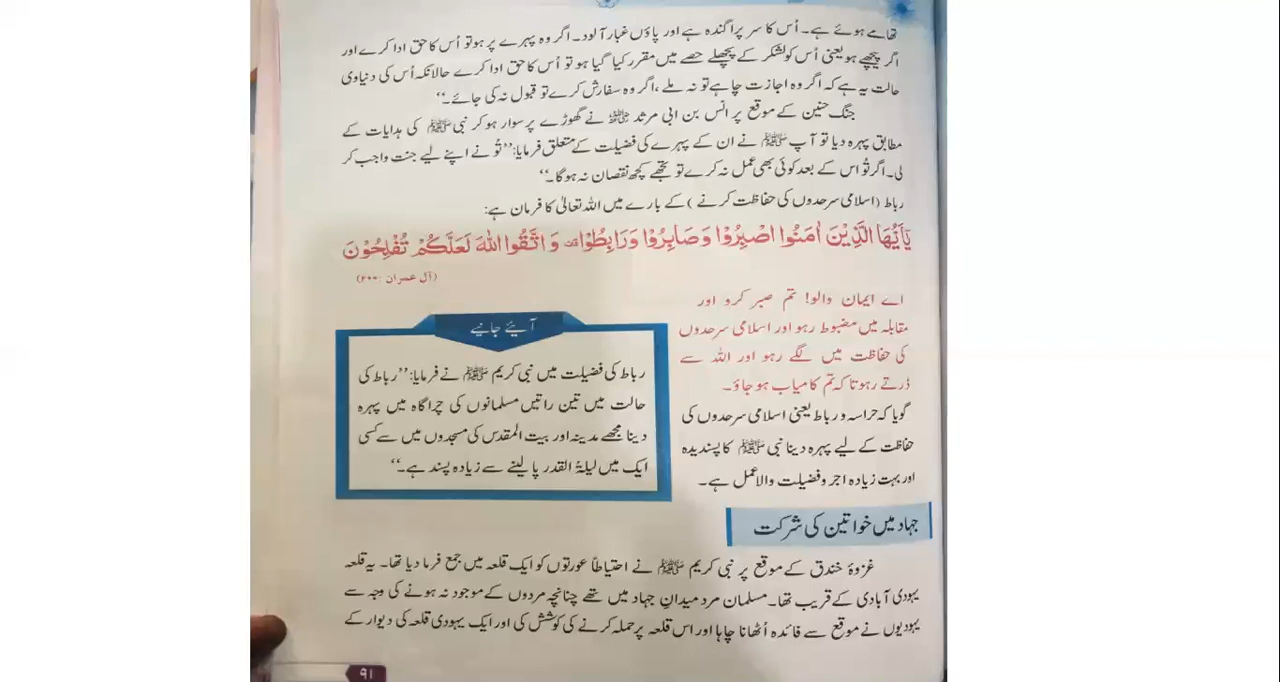 تھامے ہوئے ہے۔ اُس کا سر پراگندہ ہے اور پاؤں غبار آلود۔ اگر وہ پہرے پر ہو تو اُس کا حق ادا کرے اور
اگر پیچھے ہو یعنی اُس کو لشکر کے پچھلے حصے میں مقرر کیا گیا ہو تو اُس کا حق ادا کرے حالانکہ اُس کی دنیاوی
حالت یہ ہے کہ اگر وہ اجازت چاہے تو نہ ملے، اگر وہ سفارش کرے تو قبول نہ کی جائے۔‘‘
جنگ حنین کے موقع پر انس بن ابی مرثد رضی اللہ عنہ نے گھوڑے پر سوار ہو کر نبی ﷺ کی ہدایات کے
مطابق پہرہ دیا تو آپ ﷺ نے ان کے پہرے کی فضیلت کے متعلق فرمایا: ’’تُو نے اپنے لیے جنت واجب کر
لی۔ اگر تُو اس کے بعد کوئی بھی عمل نہ کرے تو تجھے کچھ نقصان نہ ہو گا۔‘‘
رباط (اسلامی سرحدوں کی حفاظت کرنے) کے بارے میں اللہ تعالیٰ کا فرمان ہے:
يٰۤاَيُّهَا الَّذِيْنَ اٰمَنُوا اصْبِرُوْا وَصَابِرُوْا وَرَابِطُوْا وَاتَّقُوا اللّٰهَ لَعَلَّكُمْ تُفْلِحُوْنَ
(آل عمران: ۲۰۰)
اے ایمان والو! تم صبر کرو اور
مقابلہ میں مضبوط رہو اور اسلامی سرحدوں
کی حفاظت میں لگے رہو اور اللہ سے
ڈرتے رہو تاکہ تم کامیاب ہو جاؤ۔
گویا کہ حراسہ و رباط یعنی اسلامی سرحدوں کی
حفاظت کے لیے پہرہ دینا نبی ﷺ کا پسندیدہ
اور بہت زیادہ اجر و فضیلت والا عمل ہے۔
آیئے جانیے
رباط کی فضیلت میں نبی کریم ﷺ نے فرمایا: ’’رباط کی
حالت میں تین راتیں مسلمانوں کی چراگاہ میں پہرہ
دینا مجھے مدینہ اور بیت المقدس کی مسجدوں میں سے کسی
ایک میں لیلۃ القدر پا لینے سے زیادہ پسند ہے۔‘‘
جہاد میں خواتین کی شرکت
غزوۂ خندق کے موقع پر نبی کریم ﷺ نے احتیاطاً عورتوں کو ایک قلعہ میں جمع فرما دیا تھا۔ یہ قلعہ
یہودی آبادی کے قریب تھا۔ مسلمان مرد میدانِ جہاد میں تھے چنانچہ مردوں کے موجود نہ ہونے کی وجہ سے
یہودیوں نے موقع سے فائدہ اُٹھانا چاہا اور اس قلعہ پر حملہ کرنے کی کوشش کی اور ایک یہودی قلعہ کی دیوار کے
۹۱